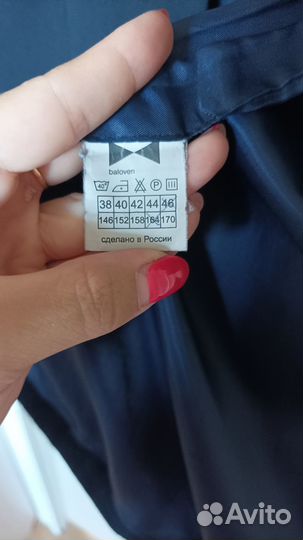 baloven
40°
P
38 40 42 44 46
146 152 158 164 170
сделано в России
Avito